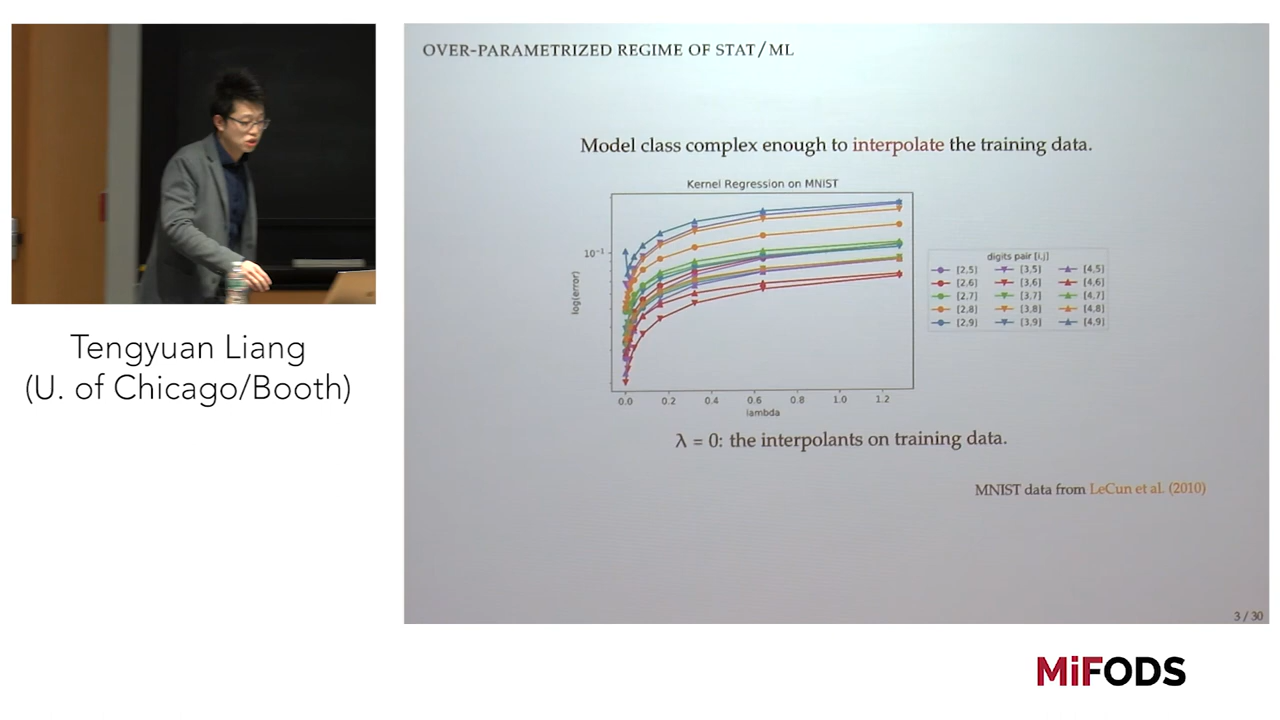 OVER-PARAMETRIZED REGIME OF STAT/ML
Model class complex enough to interpolate the training data.
Kernel Regression on MNIST
10⁻¹
log(error)
0.0 0.2 0.4 0.6 0.8 1.0 1.2
lambda
digits pair [i,j]
[2,5] [3,5] [4,5]
[2,6] [3,6] [4,6]
[2,7] [3,7] [4,7]
[2,8] [3,8] [4,8]
[2,9] [3,9] [4,9]
λ = 0: the interpolants on training data.
MNIST data from LeCun et al. (2010)
3 / 30
Tengyuan Liang
(U. of Chicago/Booth)
MiFODS